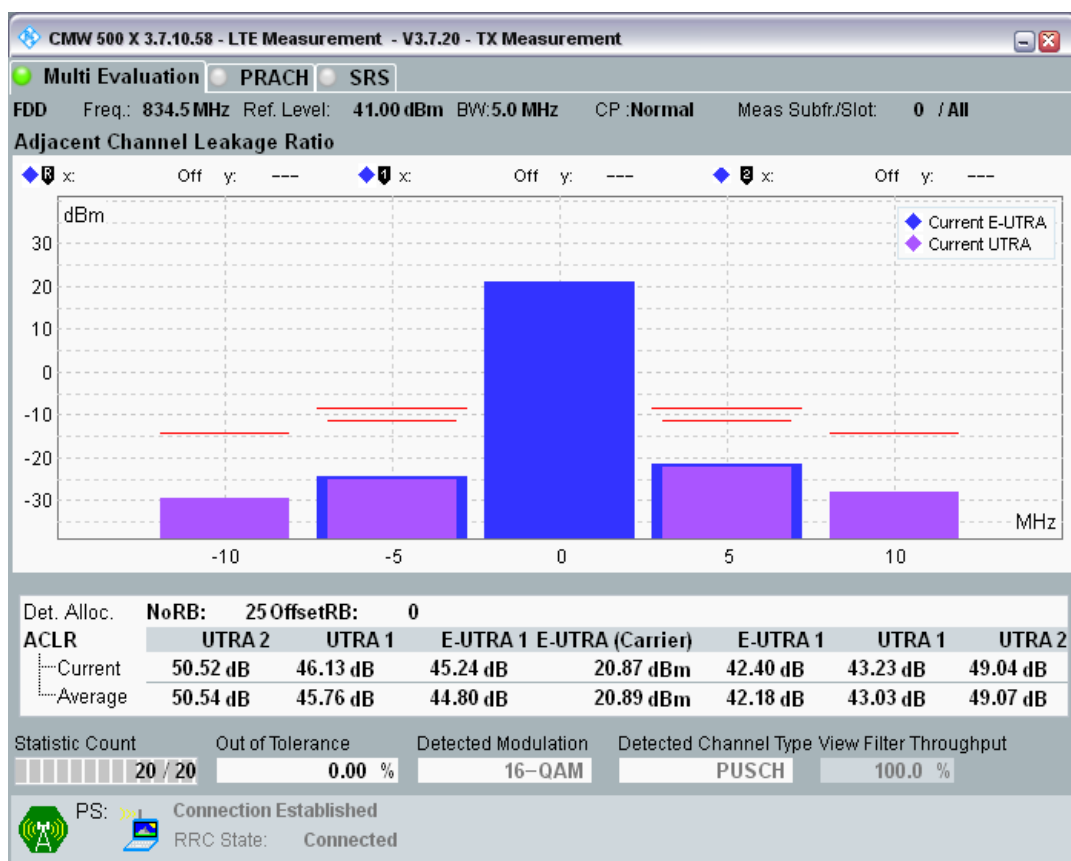 CMW 500 X 3.7.10.58 - LTE Measurement - V3.7.20 - TX Measurement
Multi Evaluation PRACH SRS
FDD Freq.: 834.5 MHz Ref. Level: 41.00 dBm BW:5.0 MHz CP :Normal Meas Subfr./Slot: 0 / All
Adjacent Channel Leakage Ratio
R x: Off y: --- 1 x: Off y: --- 2 x: Off y: ---
dBm
Current E-UTRA
Current UTRA
30
20
10
0
-10
-20
-30
MHz
-10 -5 0 5 10
Det. Alloc. NoRB: 25 OffsetRB: 0
ACLR UTRA 2 UTRA 1 E-UTRA 1 E-UTRA (Carrier) E-UTRA 1 UTRA 1 UTRA 2
Current 50.52 dB 46.13 dB 45.24 dB 20.87 dBm 42.40 dB 43.23 dB 49.04 dB
Average 50.54 dB 45.76 dB 44.80 dB 20.89 dBm 42.18 dB 43.03 dB 49.07 dB
Statistic Count Out of Tolerance Detected Modulation Detected Channel Type View Filter Throughput
20 / 20 0.00 % 16-QAM PUSCH 100.0 %
PS: Connection Established
RRC State: Connected